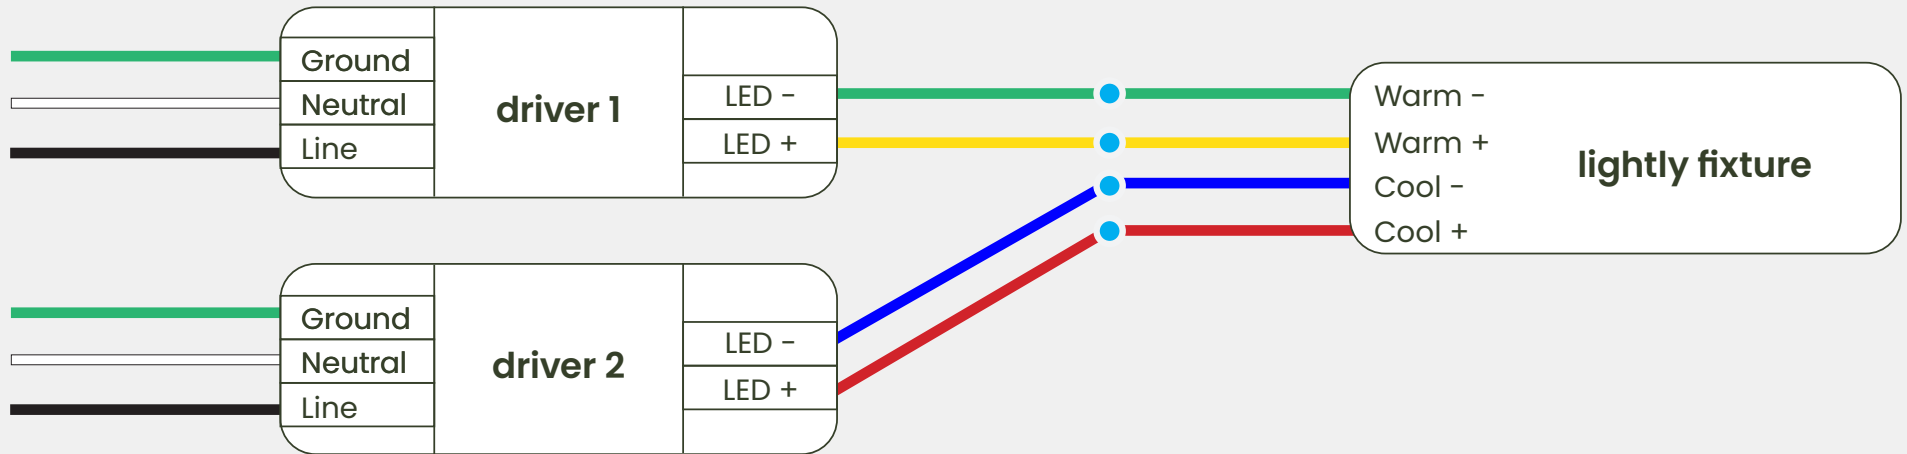 Ground
Neutral
Line
driver 1
LED -
LED +
Warm -
Warm +
Cool -
Cool +
lightly fixture
Ground
Neutral
Line
driver 2
LED -
LED +